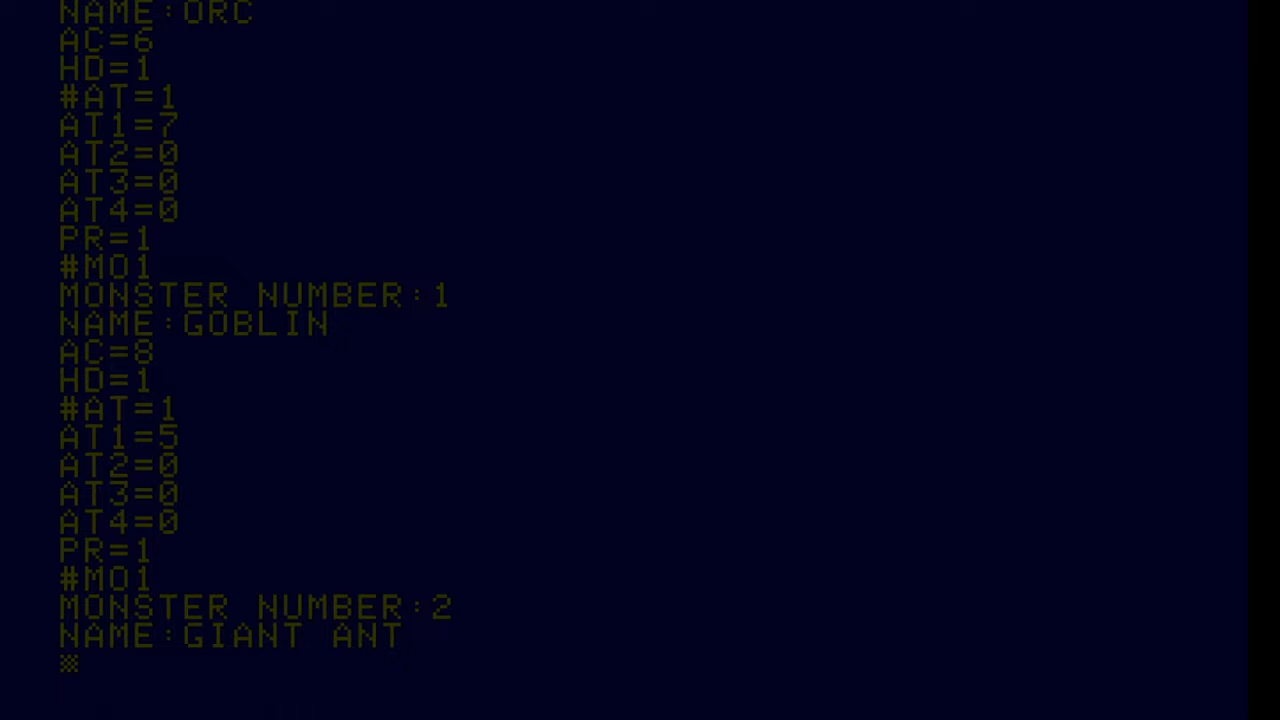 NAME:ORC
AC=6
HD=1
#AT=1
AT1=7
AT2=0
AT3=0
AT4=0
PR=1
#MO1
MONSTER NUMBER:1
NAME:GOBLIN
AC=8
HD=1
#AT=1
AT1=5
AT2=0
AT3=0
AT4=0
PR=1
#MO1
MONSTER NUMBER:2
NAME:GIANT ANT